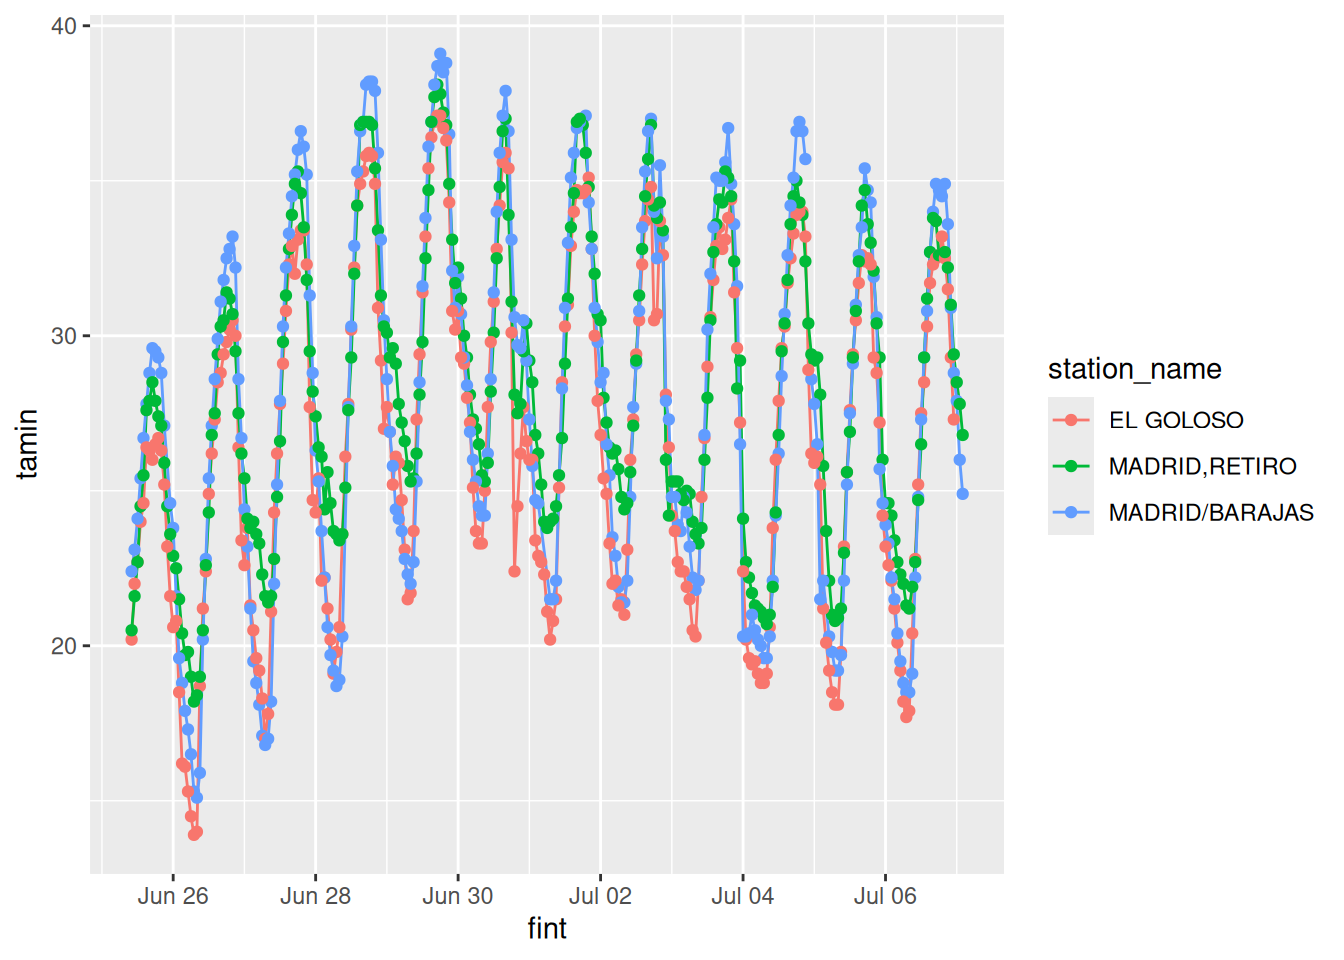 40
30
20
tamin
Jun 26
Jun 28
Jun 30
Jul 02
Jul 04
Jul 06
fint
station_name
EL GOLOSO
MADRID,RETIRO
MADRID/BARAJAS